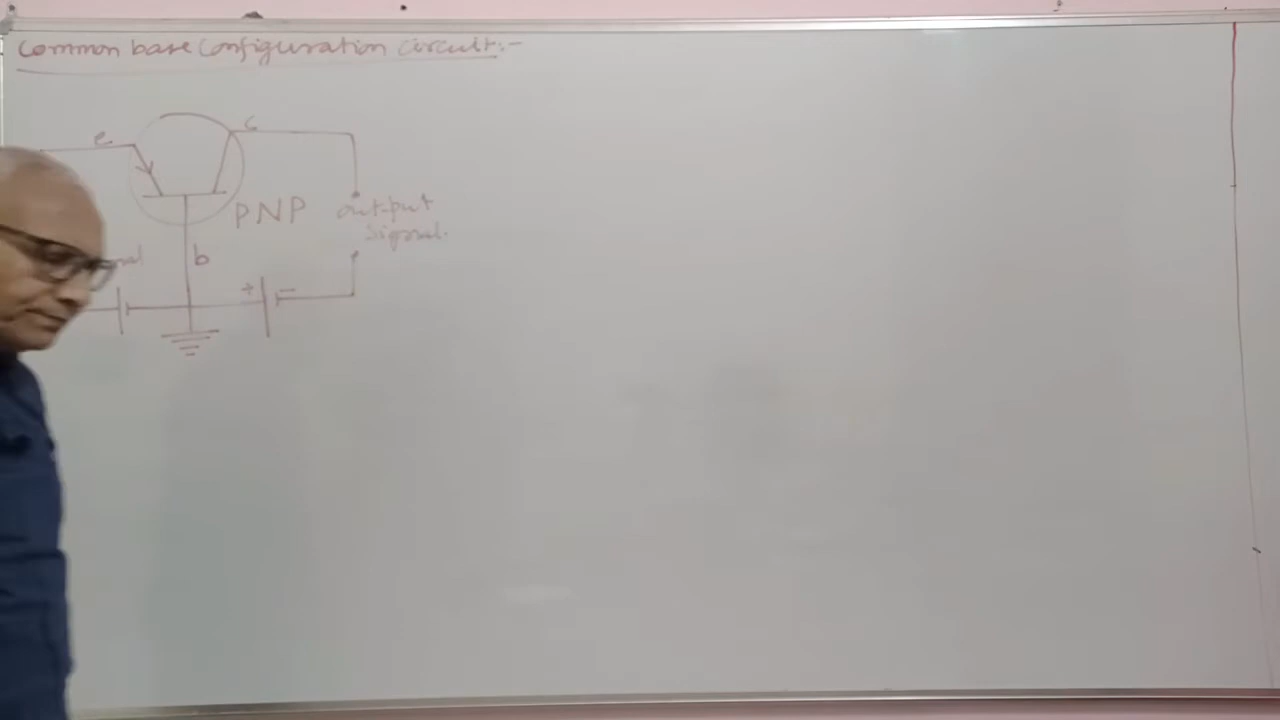 Common base Configuration circuit:-
e
c
PNP
output
signal.
b
+
-